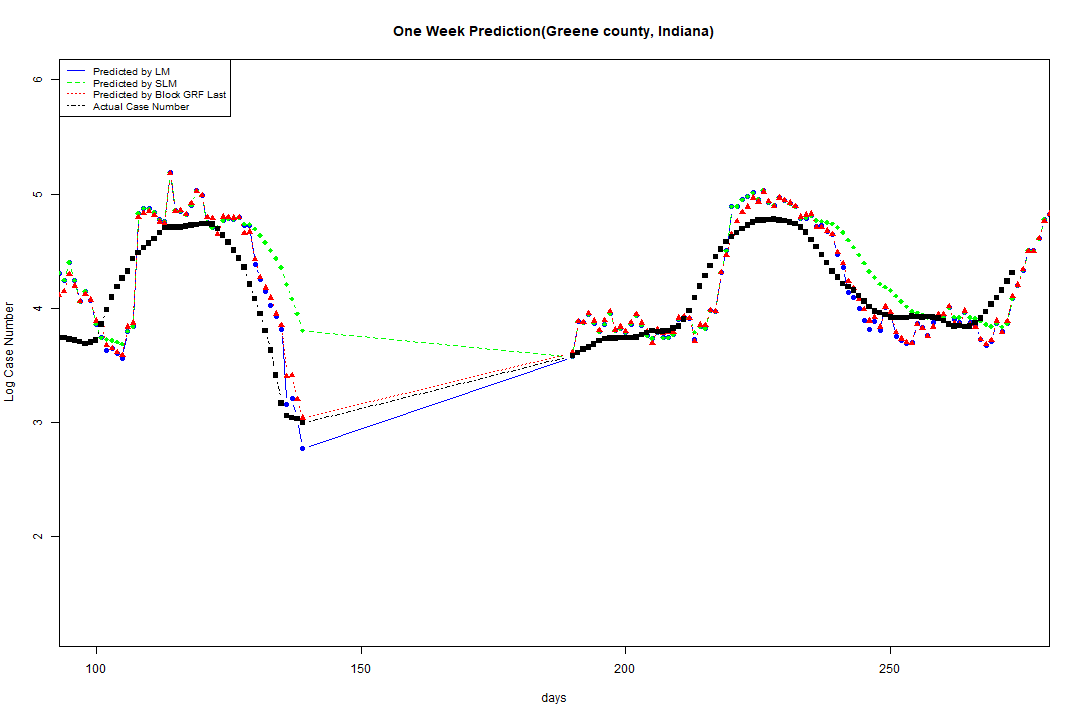 One Week Prediction(Greene county, Indiana)
Predicted by LM
Predicted by SLM
Predicted by Block GRF Last
Actual Case Number
6
5
4
3
2
Log Case Number
100
150
200
250
days